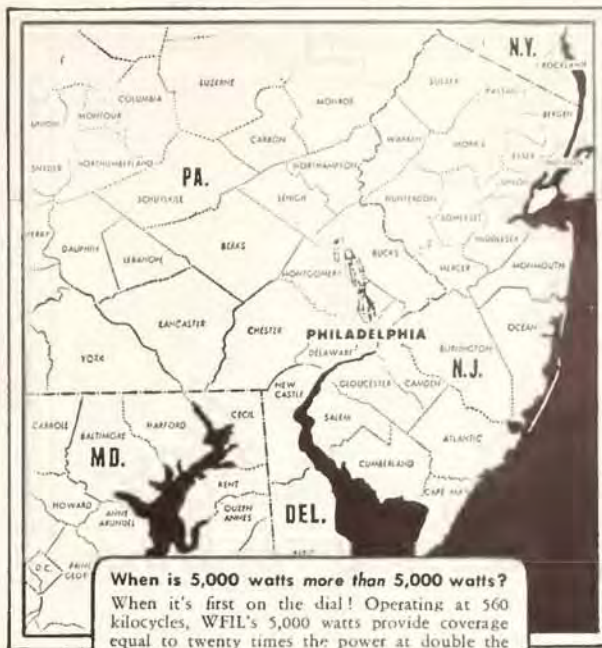 N.Y.
ROCKLAND
LUZERNE
SUSSEX
PASSAIC
COLUMBIA
MONROE
BERGEN
UNION
MONTOUR
CARBON
WARREN
MORRIS
ESSEX
SNYDER
NORTHUMBERLAND
NORTHAMPTON
UNION
PA.
SCHUYLKILL
LEHIGH
HUNTERDON
SOMERSET
PERRY
DAUPHIN
LEBANON
BERKS
BUCKS
MIDDLESEX
MONTGOMERY
MERCER
MONMOUTH
LANCASTER
CHESTER
PHILADELPHIA
OCEAN
YORK
DELAWARE
BURLINGTON
N.J.
NEW CASTLE
GLOUCESTER
CAMDEN
CARROLL
BALTIMORE
HARFORD
CECIL
SALEM
ATLANTIC
MD.
CUMBERLAND
HOWARD
ANNE ARUNDEL
KENT
QUEEN ANNES
DEL.
CAPE MAY
D.C.
When is 5,000 watts more than 5,000 watts?
When it's first on the dial! Operating at 560
kilocycles, WFIL's 5,000 watts provide coverage
equal to twenty times the power at double the